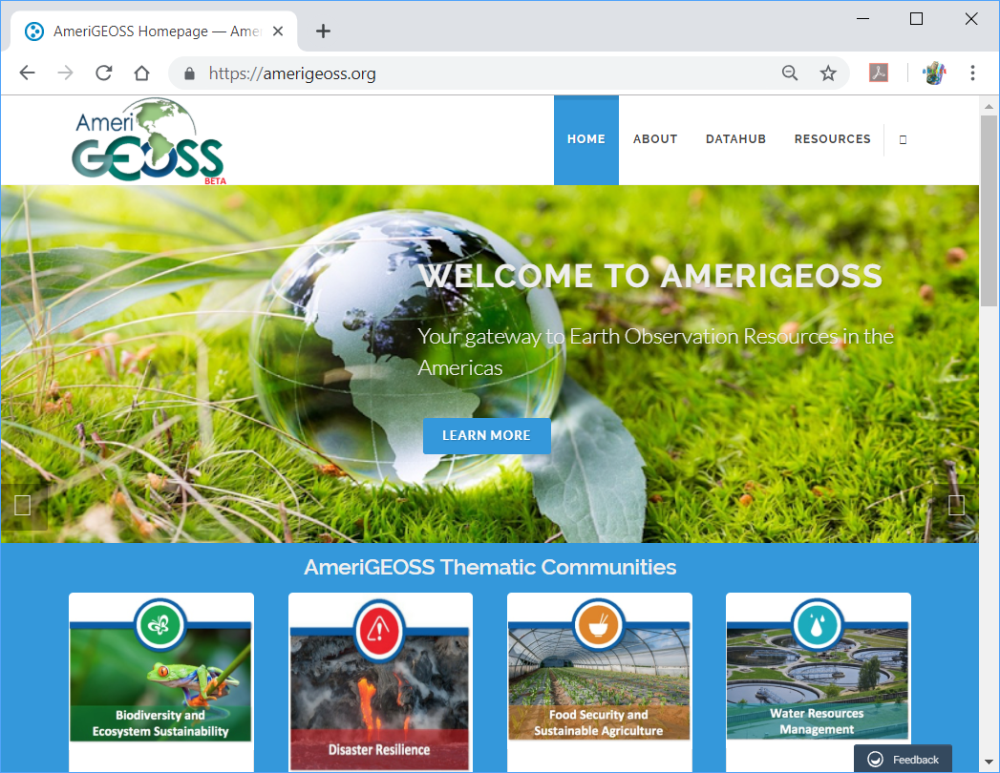 AmeriGEOSS Homepage — Amer
https://amerigeoss.org
Ameri
GEOSS
BETA
HOME ABOUT DATAHUB RESOURCES
WELCOME TO AMERIGEOSS
Your gateway to Earth Observation Resources in the
Americas
LEARN MORE
AmeriGEOSS Thematic Communities
Biodiversity and
Ecosystem Sustainability
Disaster Resilience
Food Security and
Sustainable Agriculture
Water Resources
Management
Feedback